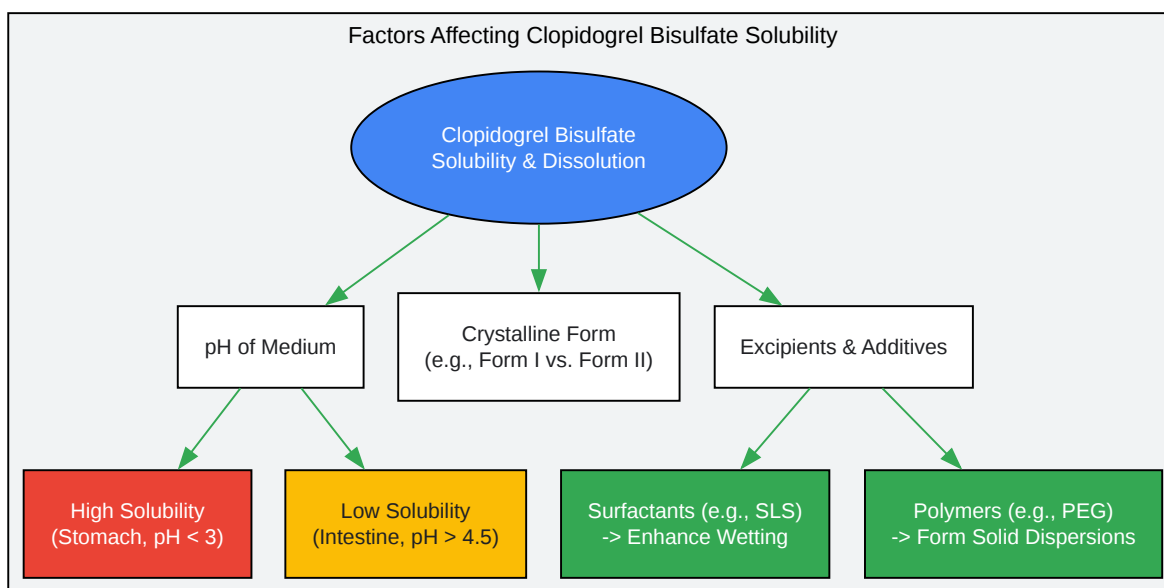 Factors Affecting Clopidogrel Bisulfate Solubility
Clopidogrel Bisulfate
Solubility & Dissolution
pH of Medium
Crystalline Form
(e.g., Form I vs. Form II)
Excipients & Additives
High Solubility
(Stomach, pH < 3)
Low Solubility
(Intestine, pH > 4.5)
Surfactants (e.g., SLS)
-> Enhance Wetting
Polymers (e.g., PEG)
-> Form Solid Dispersions